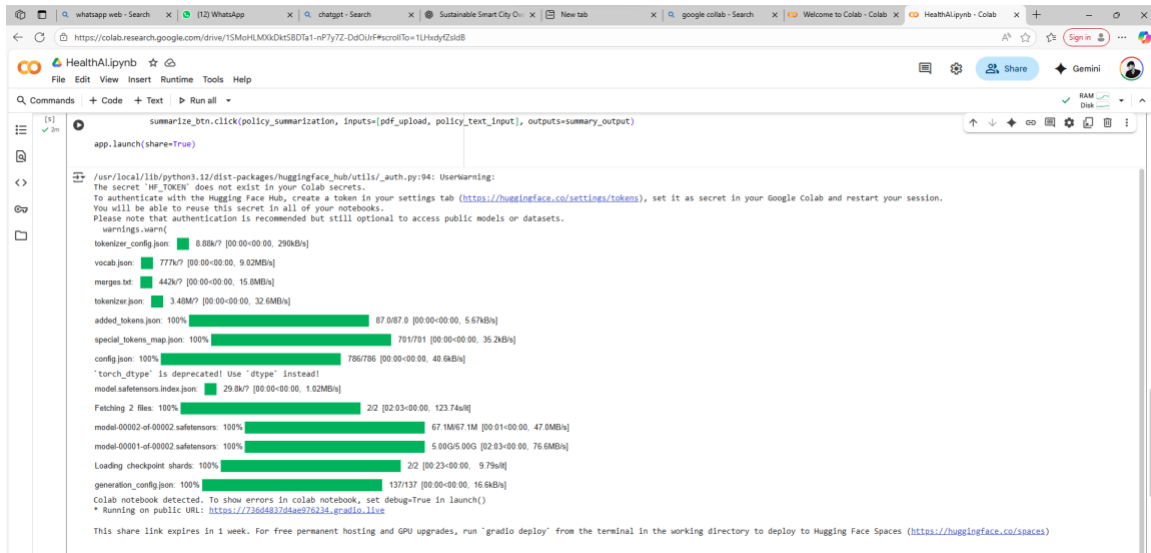 whatsapp web - Search
(12) WhatsApp
chatgpt - Search
Sustainable Smart City
New tab
google collab - Search
Welcome to Colab - Colab
HealthAI.ipynb - Colab
https://colab.research.google.com/drive/
Sign in
HealthAI.ipynb
Share
Gemini
File Edit View Insert Runtime Tools Help
Commands + Code + Text Run all
RAM
Disk
[5]
2m
summarize_btn.click(policy_summarization, inputs=[pdf_upload, policy_text_input], outputs=summary_output)
app.launch(share=True)
/usr/local/lib/python3.12/dist-packages/huggingface_hub/utils/_auth.py:94: UserWarning:
The secret `HF_TOKEN` does not exist in your Colab secrets.
To authenticate with the Hugging Face Hub, create a token in your settings tab (https://huggingface.co/settings/tokens), set it as secret in your Google Colab and restart your session.
You will be able to reuse this secret in all of your notebooks.
Please note that authentication is recommended but still optional to access public models or datasets.
warnings.warn(
tokenizer_config.json: 8.88k/? [00:00<00:00, 290kB/s]
vocab.json: 777k/? [00:00<00:00, 9.02MB/s]
merges.txt: 442k/? [00:00<00:00, 15.8MB/s]
tokenizer.json: 3.48M/? [00:00<00:00, 32.6MB/s]
added_tokens.json: 100% 87.0/87.0 [00:00<00:00, 5.67kB/s]
special_tokens_map.json: 100% 701/701 [00:00<00:00, 35.2kB/s]
config.json: 100% 786/786 [00:00<00:00, 40.6kB/s]
`torch_dtype` is deprecated! Use `dtype` instead!
model.safetensors.index.json: 29.8k/? [00:00<00:00, 1.02MB/s]
Fetching 2 files: 100% 2/2 [02:03<00:00, 123.74s/it]
model-00002-of-00002.safetensors: 100% 67.1M/67.1M [00:01<00:00, 47.0MB/s]
model-00001-of-00002.safetensors: 100% 5.00G/5.00G [02:03<00:00, 76.6MB/s]
Loading checkpoint shards: 100% 2/2 [00:23<00:00, 9.79s/it]
generation_config.json: 100% 137/137 [00:00<00:00, 16.6kB/s]
Colab notebook detected. To show errors in colab notebook, set debug=True in launch()
* Running on public URL: https://736d4837d4ae976234.gradio.live
This share link expires in 1 week. For free permanent hosting and GPU upgrades, run `gradio deploy` from the terminal in the working directory to deploy to Hugging Face Spaces (https://huggingface.co/spaces)